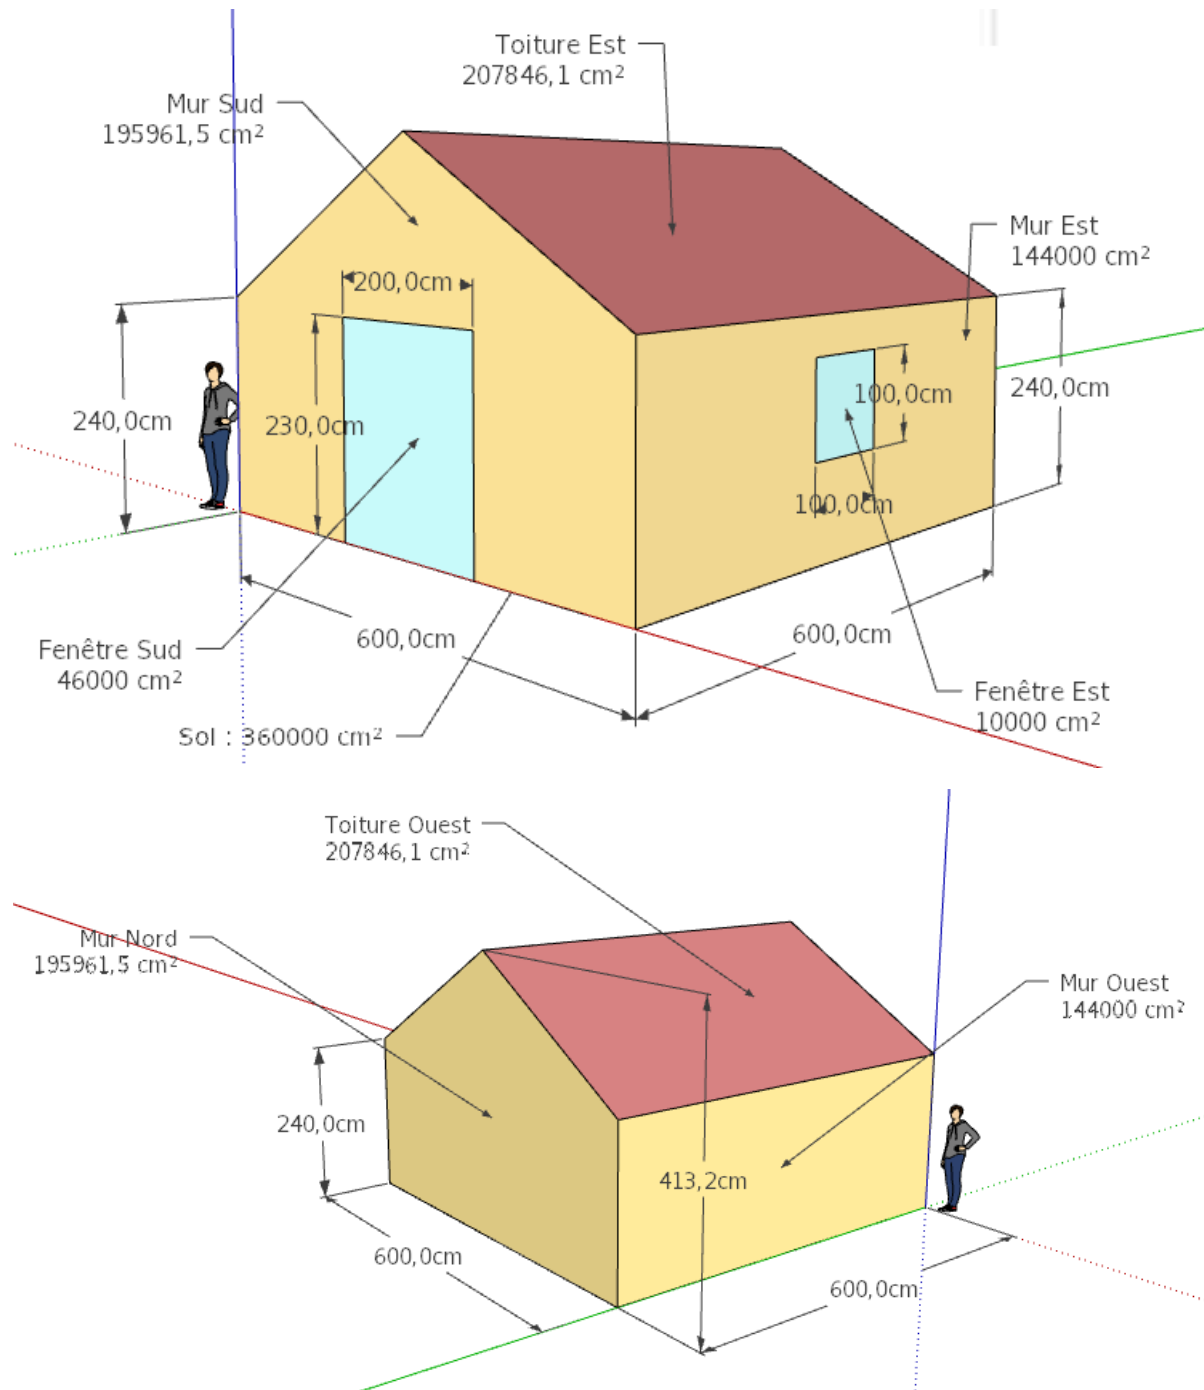 Toiture Est
207846,1 cm²
Mur Sud
195961,5 cm²
Mur Est
144000 cm²
200,0cm
240,0cm
230,0cm
100,0cm
240,0cm
100,0cm
Fenêtre Sud
46000 cm²
600,0cm
600,0cm
Fenêtre Est
10000 cm²
Sol : 360000 cm²
Toiture Ouest
207846,1 cm²
Mur Nord
195961,5 cm²
Mur Ouest
144000 cm²
240,0cm
413,2cm
600,0cm
600,0cm